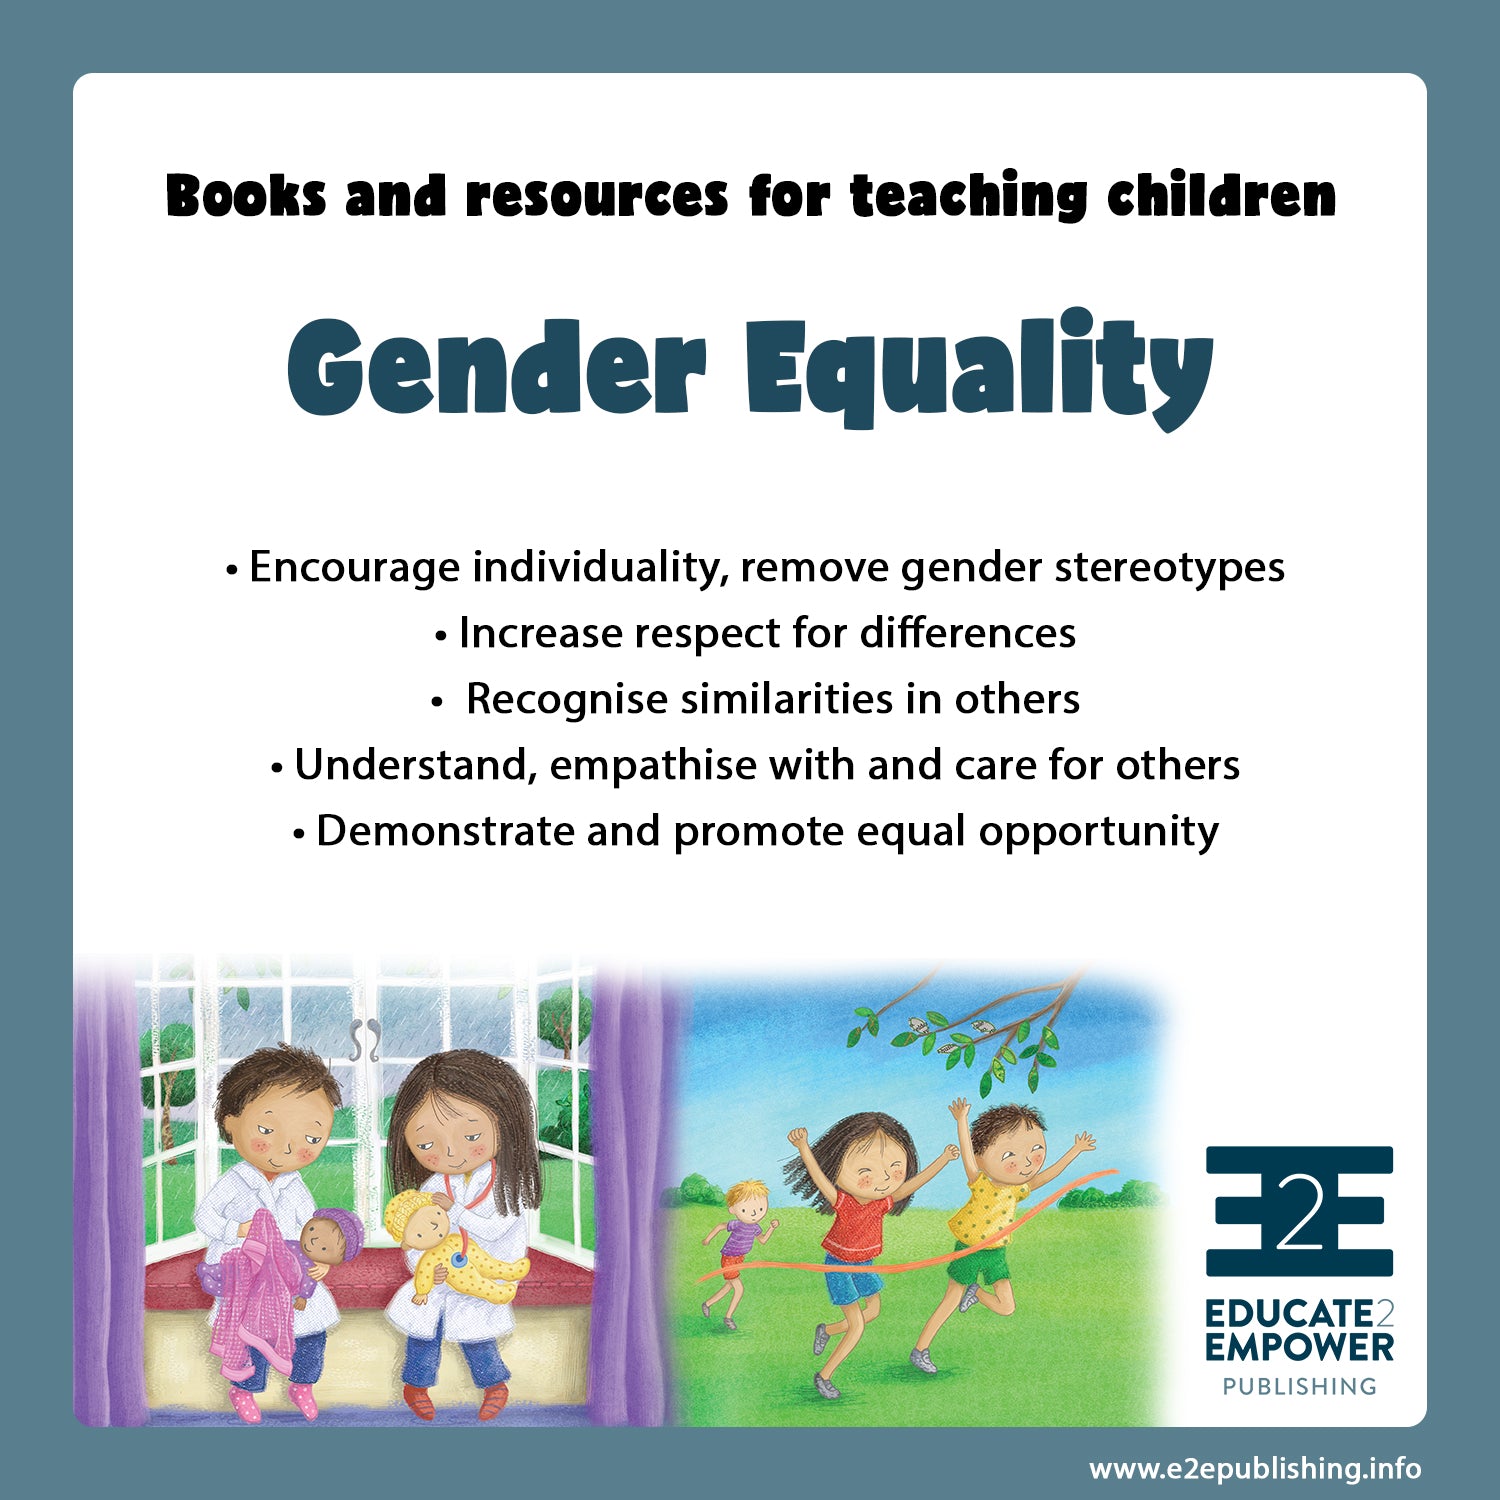 Books and resources for teaching children
Gender Equality
• Encourage individuality, remove gender stereotypes
• Increase respect for differences
• Recognise similarities in others
• Understand, empathise with and care for others
• Demonstrate and promote equal opportunity
E2E
EDUCATE2
EMPOWER
PUBLISHING
www.e2epublishing.info